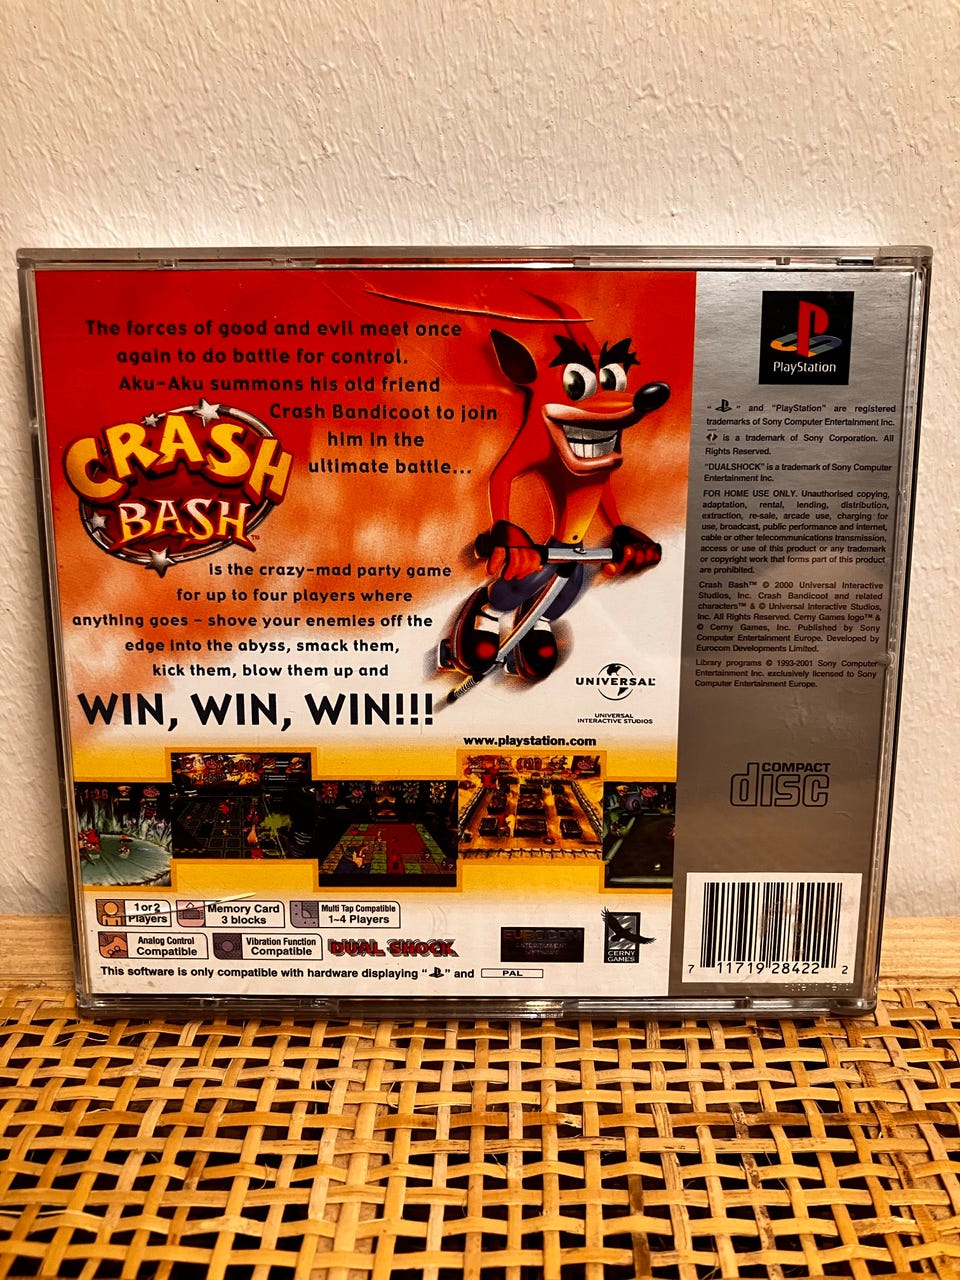 The forces of good and evil meet once
again to do battle for control.
Aku-Aku summons his old friend
Crash Bandicoot to join
him in the
ultimate battle...
CRASH
BASH™
Is the crazy-mad party game
for up to four players where
anything goes - shove your enemies off the
edge into the abyss, smack them,
kick them, blow them up and
WIN, WIN, WIN!!!
UNIVERSAL
UNIVERSAL
INTERACTIVE STUDIOS
www.playstation.com
1 or 2
Players
Memory Card
3 blocks
Multi Tap Compatible
1~4 Players
Analog Control
Compatible
Vibration Function
Compatible
DUAL SHOCK
EUROCOM
ENTERTAINMENT
SOFTWARE
CERNY
GAMES
This software is only compatible with hardware displaying " " and PAL
PlayStation
" " and "PlayStation" are registered
trademarks of Sony Computer Entertainment Inc.
is a trademark of Sony Corporation. All
Rights Reserved.
"DUALSHOCK" is a trademark of Sony Computer
Entertainment Inc.
FOR HOME USE ONLY. Unauthorised copying,
adaptation, rental, lending, distribution,
extraction, re-sale, arcade use, charging for
use, broadcast, public performance and internet,
cable or other telecommunications transmission,
access or use of this product or any trademark
or copyright work that forms part of this product
are prohibited.
Crash Bash™ © 2000 Universal Interactive
Studios, Inc. Crash Bandicoot and related
characters™ & © Universal Interactive Studios,
Inc. All Rights Reserved. Cerny Games logo™ &
© Cerny Games, Inc. Published by Sony
Computer Entertainment Europe. Developed by
Eurocom Developments Limited.
Library programs © 1993-2001 Sony Computer
Entertainment Inc. exclusively licensed to Sony
Computer Entertainment Europe.
COMPACT
disc
7 11719 28422 2